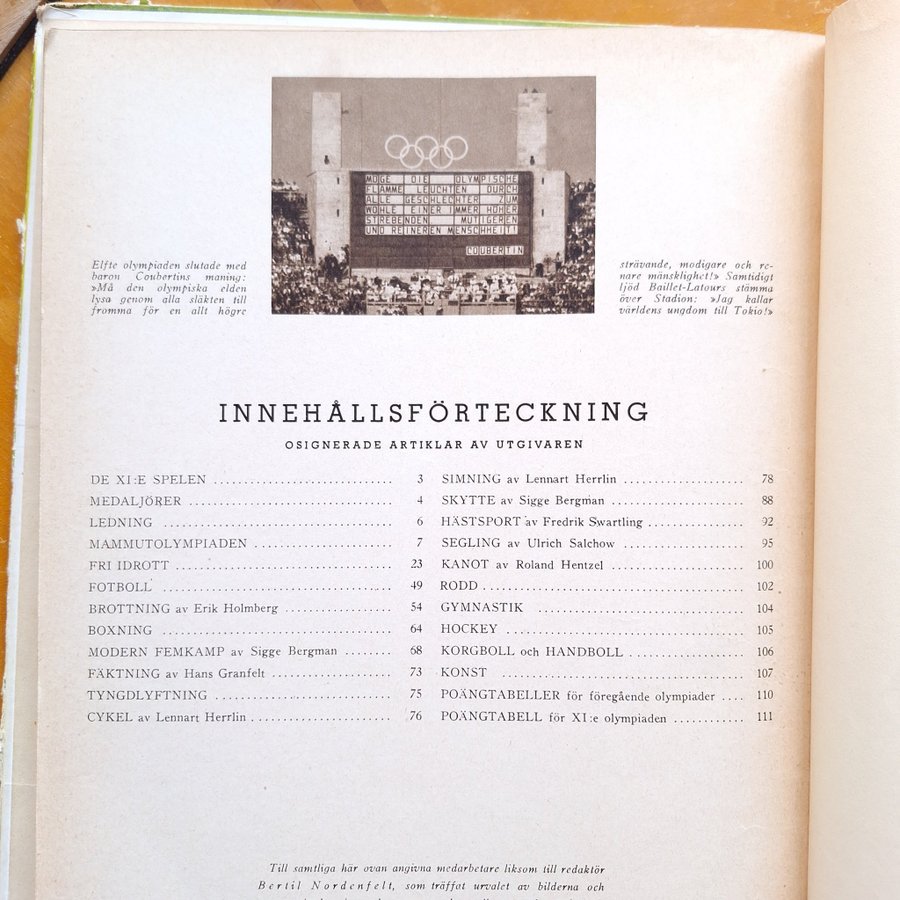 MÖGE DIE OLYMPISCHE
FLAMME LEUCHTEN DURCH
ALLE GESCHLECHTER ZUM
WOHLE EINER IMMER HÖHER
STREBENDEN MUTIGEREN
UND REINEREN MENSCHHEIT!
COUBERTIN
Elfte olympiaden slutade med
baron Coubertins maning:
»Må den olympiska elden
lysa genom alla släkten till
fromma för en allt högre
strävande, modigare och re-
nare mänsklighet!» Samtidigt
ljöd Baillet-Latours stämma
över Stadion: »Jag kallar
världens ungdom till Tokio!»
INNEHÅLLSFÖRTECKNING
OSIGNERADE ARTIKLAR AV UTGIVAREN
DE XI:E SPELEN 3
MEDALJÖRER 4
LEDNING 6
MAMMUTOLYMPIADEN 7
FRI IDROTT 23
FOTBOLL 49
BROTTNING av Erik Holmberg 54
BOXNING 64
MODERN FEMKAMP av Sigge Bergman 68
FÄKTNING av Hans Granfelt 73
TYNGDLYFTNING 75
CYKEL av Lennart Herrlin 76
SIMNING av Lennart Herrlin 78
SKYTTE av Sigge Bergman 88
HÄSTSPORT av Fredrik Swartling 92
SEGLING av Ulrich Salchow 95
KANOT av Roland Hentzel 100
RODD 102
GYMNASTIK 104
HOCKEY 105
KORGBOLL och HANDBOLL 106
KONST 107
POÄNGTABELLER för föregående olympiader 110
POÄNGTABELL för XI:e olympiaden 111
Till samtliga här ovan angivna medarbetare liksom till redaktör
Bertil Nordenfelt, som träffat urvalet av bilderna och